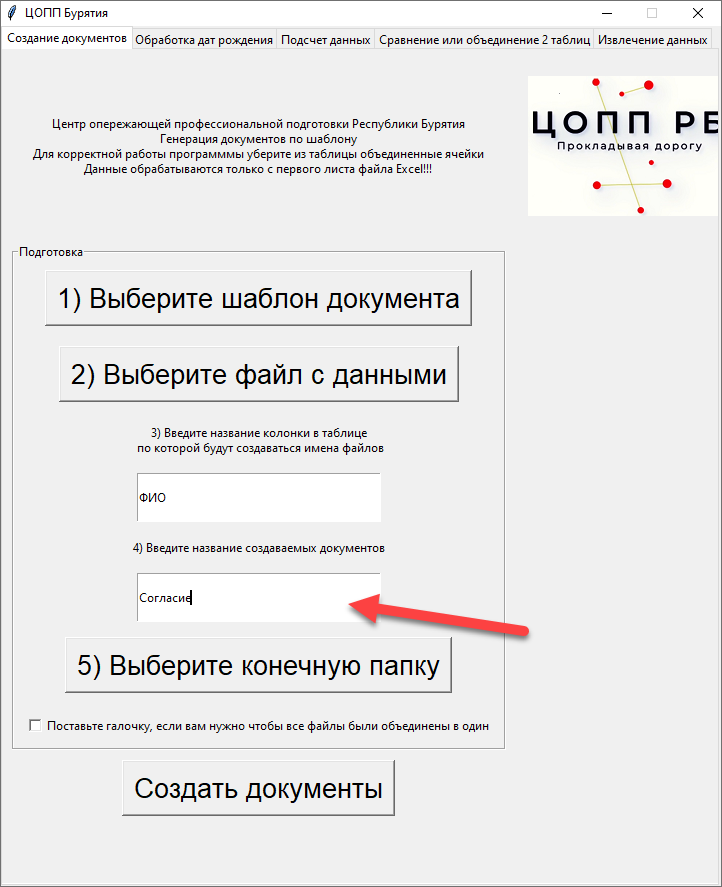 ЦОПП Бурятия
Создание документов Обработка дат рождения Подсчет данных Сравнение или объединение 2 таблиц Извлечение данных
Центр опережающей профессиональной подготовки Республики Бурятия
Генерация документов по шаблону
Для корректной работы программмы уберите из таблицы объединенные ячейки
Данные обрабатываются только с первого листа файла Excel!!!
ЦОПП РБ
Прокладывая дорогу
Подготовка
1) Выберите шаблон документа
2) Выберите файл с данными
3) Введите название колонки в таблице
по которой будут создаваться имена файлов
ФИО
4) Введите название создаваемых документов
Согласие
5) Выберите конечную папку
Поставьте галочку, если вам нужно чтобы все файлы были объединены в один
Создать документы